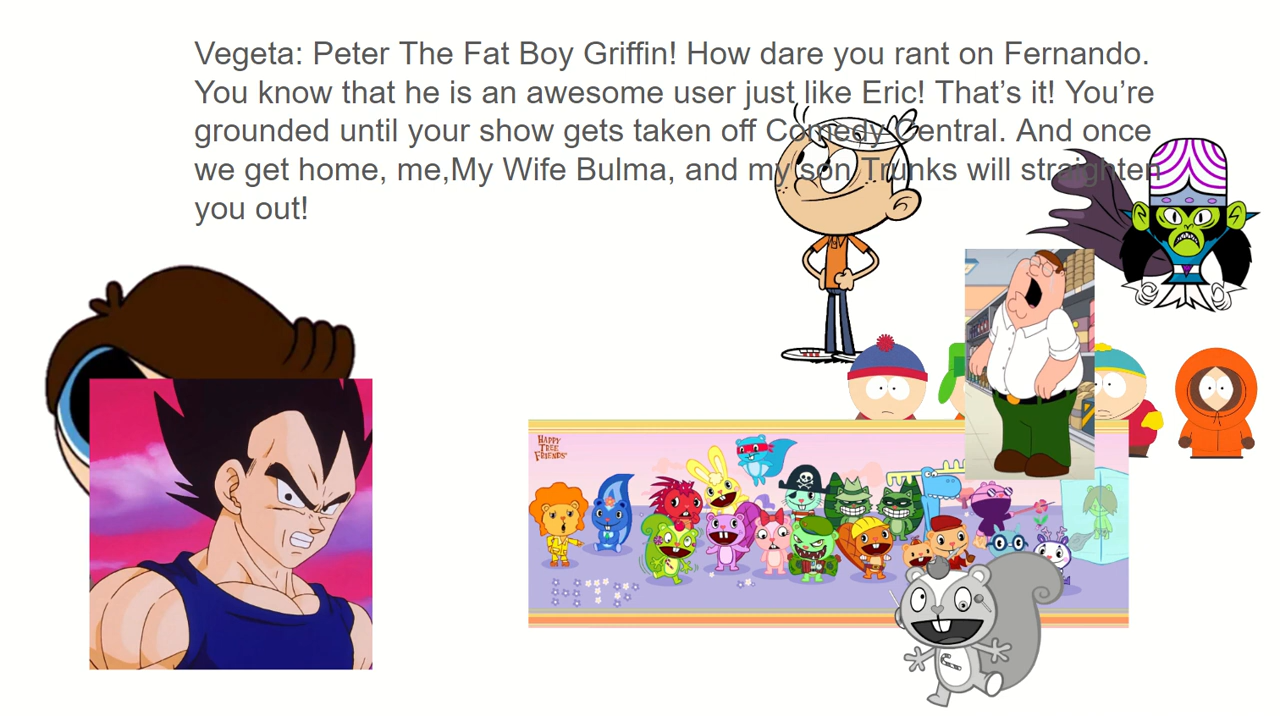 Vegeta: Peter The Fat Boy Griffin! How dare you rant on Fernando.
You know that he is an awesome user just like Eric! That’s it! You’re
grounded until your show gets taken off Comedy Central. And once
we get home, me,My Wife Bulma, and my son Trunks will straighten
you out!
HAPPY
TREE
FRIENDS